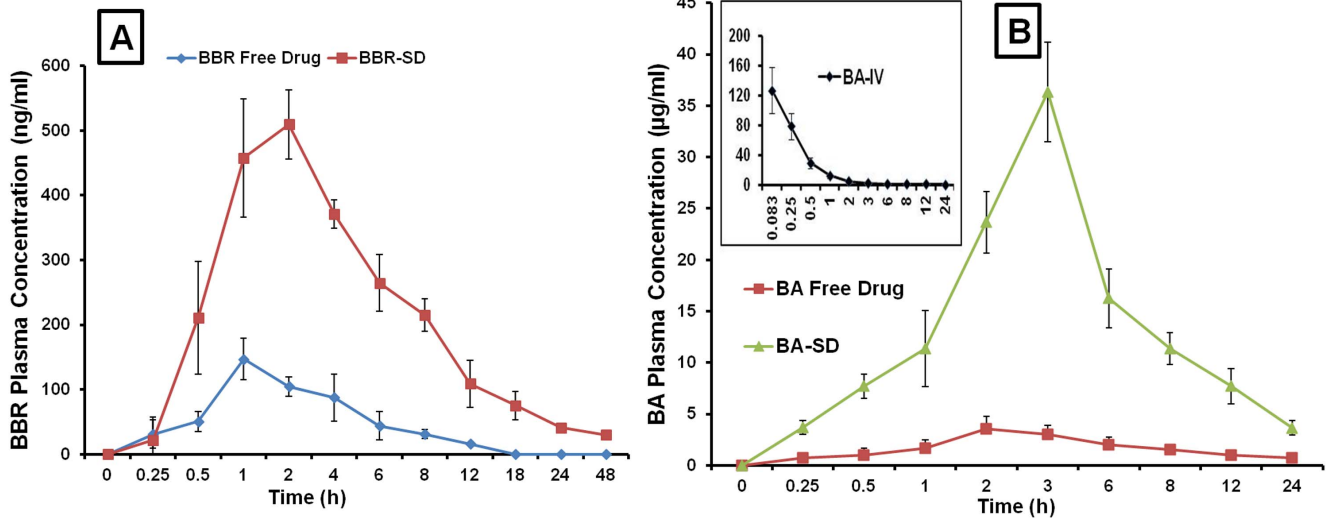 A
BBR Free Drug
BBR-SD
BBR Plasma Concentration (ng/ml)
600
500
400
300
200
100
0
0 0.25 0.5 1 2 4 6 8 12 18 24 48
Time (h)
B
BA Plasma Concentration (µg/ml)
45
40
35
30
25
20
15
10
5
0
BA-IV
200
160
120
80
40
0
0.083 0.25 0.5 1 2 3 6 8 12 24
BA Free Drug
BA-SD
0 0.25 0.5 1 2 3 6 8 12 24
Time (h)